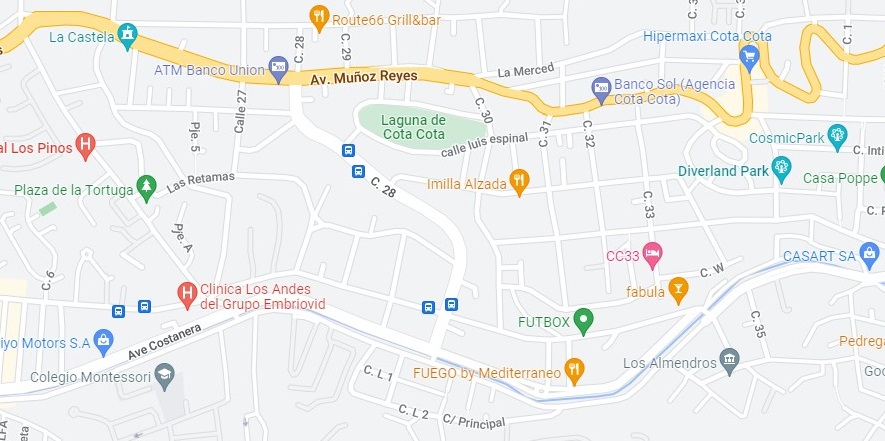 Route66 Grill&bar
C. 28
C. 29
La Castela
Hipermaxi Cota Cota
C. 1
ATM Banco Union
Av. Muñoz Reyes
La Merced
Banco Sol (Agencia
Cota Cota)
Calle 27
C. 30
Laguna de
Cota Cota
calle luis espinal
C. 31
C. 32
Pje. 5
CosmicPark
al Los Pinos
C. Inti
Diverland Park
Casa Poppe
Plaza de la Tortuga
Las Retamas
C. 28
Imilla Alzada
C. 33
Pje. A
CC33
CASART SA
C. W
C. 6
Clinica Los Andes
del Grupo Embriovid
fabula
FUTBOX
C. 35
yo Motors S.A
Ave Costanera
Pedrega
Colegio Montessori
C. L 1
FUEGO by Mediterraneo
Los Almendros
C. L 2
C/ Principal